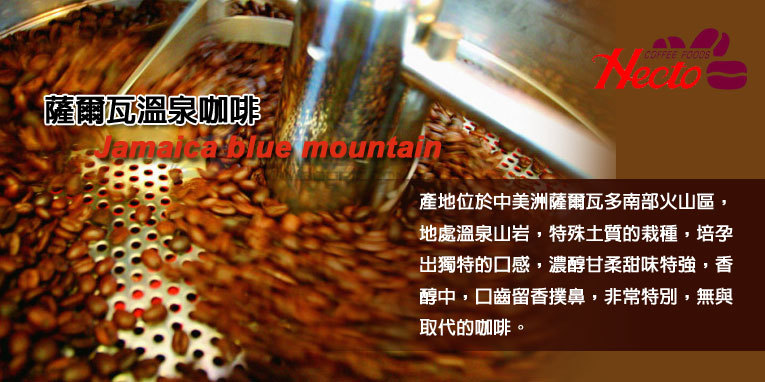 COFFEE FOODS
Necto
薩爾瓦溫泉咖啡
Jamaica blue mountain
產地位於中美洲薩爾瓦多南部火山區，
地處溫泉山岩，特殊土質的栽種，培孕
出獨特的口感，濃醇甘柔甜味特強，香
醇中，口齒留香撲鼻，非常特別，無與
取代的咖啡。